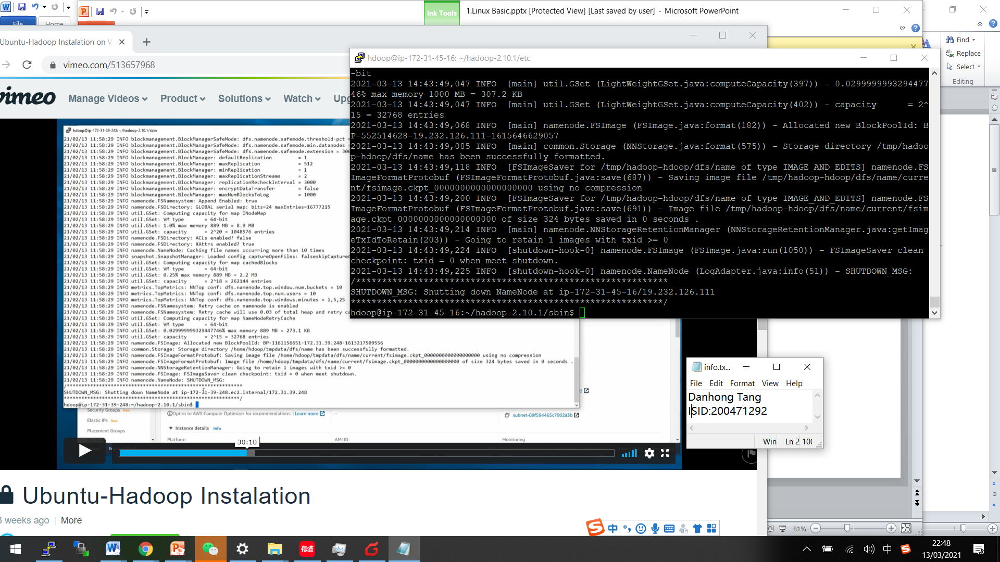 File
Home
Ink Tools
1.Linux Basic.pptx [Protected View] [Last saved by user] - Microsoft PowerPoint
Find
Replace
Select
Editing
Ubuntu-Hadoop Instalation on V
vimeo.com/513657968
vimeo
Manage Videos
Product
Solutions
Watch
Upg
hdoop@ip-172-31-45-16: ~/hadoop-2.10.1/etc
-bit
2021-03-13 14:43:49,047 INFO  [main] util.GSet (LightWeightGSet.java:computeCapacity(397)) - 0.0299999993294477
46% max memory 1000 MB = 307.2 KB
2021-03-13 14:43:49,047 INFO  [main] util.GSet (LightWeightGSet.java:computeCapacity(402)) - capacity      = 2^
15 = 32768 entries
2021-03-13 14:43:49,068 INFO  [main] namenode.FSImage (FSImage.java:format(182)) - Allocated new BlockPoolId: B
P-552514628-19.232.126.111-1615646629057
2021-03-13 14:43:49,085 INFO  [main] common.Storage (NNStorage.java:format(575)) - Storage directory /tmp/hadoo
p-hdoop/dfs/name has been successfully formatted.
2021-03-13 14:43:49,118 INFO  [FSImageSaver for /tmp/hadoop-hdoop/dfs/name of type IMAGE_AND_EDITS] namenode.FS
ImageFormatProtobuf (FSImageFormatProtobuf.java:save(687)) - Saving image file /tmp/hadoop-hdoop/dfs/name/curre
nt/fsimage.ckpt_0000000000000000000 using no compression
2021-03-13 14:43:49,200 INFO  [FSImageSaver for /tmp/hadoop-hdoop/dfs/name of type IMAGE_AND_EDITS] namenode.FS
ImageFormatProtobuf (FSImageFormatProtobuf.java:save(691)) - Image file /tmp/hadoop-hdoop/dfs/name/current/fsim
age.ckpt_0000000000000000000 of size 324 bytes saved in 0 seconds .
2021-03-13 14:43:49,214 INFO  [main] namenode.NNStorageRetentionManager (NNStorageRetentionManager.java:getImag
eTxIdToRetain(203)) - Going to retain 1 images with txid >= 0
2021-03-13 14:43:49,224 INFO  [shutdown-hook-0] namenode.FSImage (FSImage.java:run(1050)) - FSImageSaver clean
checkpoint: txid = 0 when meet shutdown.
2021-03-13 14:43:49,225 INFO  [shutdown-hook-0] namenode.NameNode (LogAdapter.java:info(51)) - SHUTDOWN_MSG:
/************************************************************
SHUTDOWN_MSG: Shutting down NameNode at ip-172-31-45-16/19.232.126.111
************************************************************/
hdoop@ip-172-31-45-16:~/hadoop-2.10.1/sbin$
hdoop@ip-172-31-39-248: ~/hadoop-2.10.1/sbin
21/02/13 11:58:29 INFO blockmanagement.BlockManagerSafeMode: dfs.namenode.safemode.threshold-pct =
21/02/13 11:58:29 INFO blockmanagement.BlockManagerSafeMode: dfs.namenode.safemode.min.datanodes =
21/02/13 11:58:29 INFO blockmanagement.BlockManagerSafeMode: dfs.namenode.safemode.extension = 300
21/02/13 11:58:29 INFO blockmanagement.BlockManager: defaultReplication = 1
21/02/13 11:58:29 INFO blockmanagement.BlockManager: maxReplication = 512
21/02/13 11:58:29 INFO blockmanagement.BlockManager: minReplication = 1
21/02/13 11:58:29 INFO blockmanagement.BlockManager: maxReplicationStreams = 2
21/02/13 11:58:29 INFO blockmanagement.BlockManager: replicationRecheckInterval = 3000
21/02/13 11:58:29 INFO blockmanagement.BlockManager: encryptDataTransfer = false
21/02/13 11:58:29 INFO blockmanagement.BlockManager: maxNumBlocksToLog = 1000
21/02/13 11:58:29 INFO namenode.FSNamesystem: Append Enabled: true
21/02/13 11:58:29 INFO namenode.FSDirectory: GLOBAL serial map: bits=24 maxEntries=16777215
21/02/13 11:58:29 INFO util.GSet: Computing capacity for map INodeMap
21/02/13 11:58:29 INFO util.GSet: VM type = 64-bit
21/02/13 11:58:29 INFO util.GSet: 1.0% max memory 889 MB = 8.9 MB
21/02/13 11:58:29 INFO util.GSet: capacity = 2^20 = 1048576 entries
21/02/13 11:58:29 INFO namenode.FSDirectory: ACLs enabled? false
21/02/13 11:58:29 INFO namenode.FSDirectory: XAttrs enabled? true
21/02/13 11:58:29 INFO namenode.NameNode: Caching file names occurring more than 10 times
21/02/13 11:58:29 INFO snapshot.SnapshotManager: Loaded config captureOpenFiles: falseskipCaptureA
21/02/13 11:58:29 INFO util.GSet: Computing capacity for map cachedBlocks
21/02/13 11:58:29 INFO util.GSet: VM type = 64-bit
21/02/13 11:58:29 INFO util.GSet: 0.25% max memory 889 MB = 2.2 MB
21/02/13 11:58:29 INFO util.GSet: capacity = 2^18 = 262144 entries
21/02/13 11:58:29 INFO metrics.TopMetrics: NNTop conf: dfs.namenode.top.window.num.buckets = 10
21/02/13 11:58:29 INFO metrics.TopMetrics: NNTop conf: dfs.namenode.top.num.users = 10
21/02/13 11:58:29 INFO metrics.TopMetrics: NNTop conf: dfs.namenode.top.windows.minutes = 1,5,25
21/02/13 11:58:29 INFO namenode.FSNamesystem: Retry cache on namenode is enabled
21/02/13 11:58:29 INFO namenode.FSNamesystem: Retry cache will use 0.03 of total heap and retry ca
21/02/13 11:58:29 INFO util.GSet: Computing capacity for map NameNodeRetryCache
21/02/13 11:58:29 INFO util.GSet: VM type = 64-bit
21/02/13 11:58:29 INFO util.GSet: 0.029999999329447746% max memory 889 MB = 273.1 KB
21/02/13 11:58:29 INFO util.GSet: capacity = 2^15 = 32768 entries
21/02/13 11:58:29 INFO namenode.FSImage: Allocated new BlockPoolId: BP-1161156651-172.31.39.248-1613217509556
21/02/13 11:58:29 INFO common.Storage: Storage directory /home/hdoop/tmpdata/dfs/name has been successfully formatted.
21/02/13 11:58:29 INFO namenode.FSImageFormatProtobuf: Saving image file /home/hdoop/tmpdata/dfs/name/current/fsimage.ckpt_0000000000000000000 using no compression
21/02/13 11:58:29 INFO namenode.FSImageFormatProtobuf: Image file /home/hdoop/tmpdata/dfs/name/current/fsimage.ckpt_0000000000000000000 of size 324 bytes saved in 0 seconds .
21/02/13 11:58:29 INFO namenode.NNStorageRetentionManager: Going to retain 1 images with txid >= 0
21/02/13 11:58:29 INFO namenode.FSImage: FSImageSaver clean checkpoint: txid = 0 when meet shutdown.
21/02/13 11:58:29 INFO namenode.NameNode: SHUTDOWN_MSG:
/************************************************************
SHUTDOWN_MSG: Shutting down NameNode at ip-172-31-39-248.ec2.internal/172.31.39.248
************************************************************/
hdoop@ip-172-31-39-248:~/hadoop-2.10.1/sbin$
Security Groups New
Elastic IPs New
Placement Groups
Opt-in to AWS Compute Optimizer for recommendations. | Learn more
–
subnet-09f594465c7002a3b
Instance details Info
Platform
AMI ID
Monitoring
30:10
info.tx...
File Edit Format View Help
Danhong Tang
ISID:200471292
Win
Ln 2
100
Ubuntu-Hadoop Instalation
3 weeks ago | More
中
81%
有道
中
22:48
13/03/2021